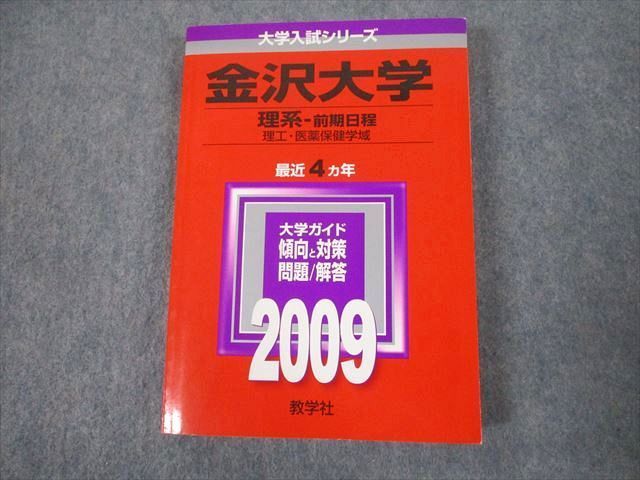 大学入試シリーズ
金沢大学
理系-前期日程
理工・医薬保健学域
最近4ヵ年
大学ガイド
傾向と対策
問題/解答
2009
教学社